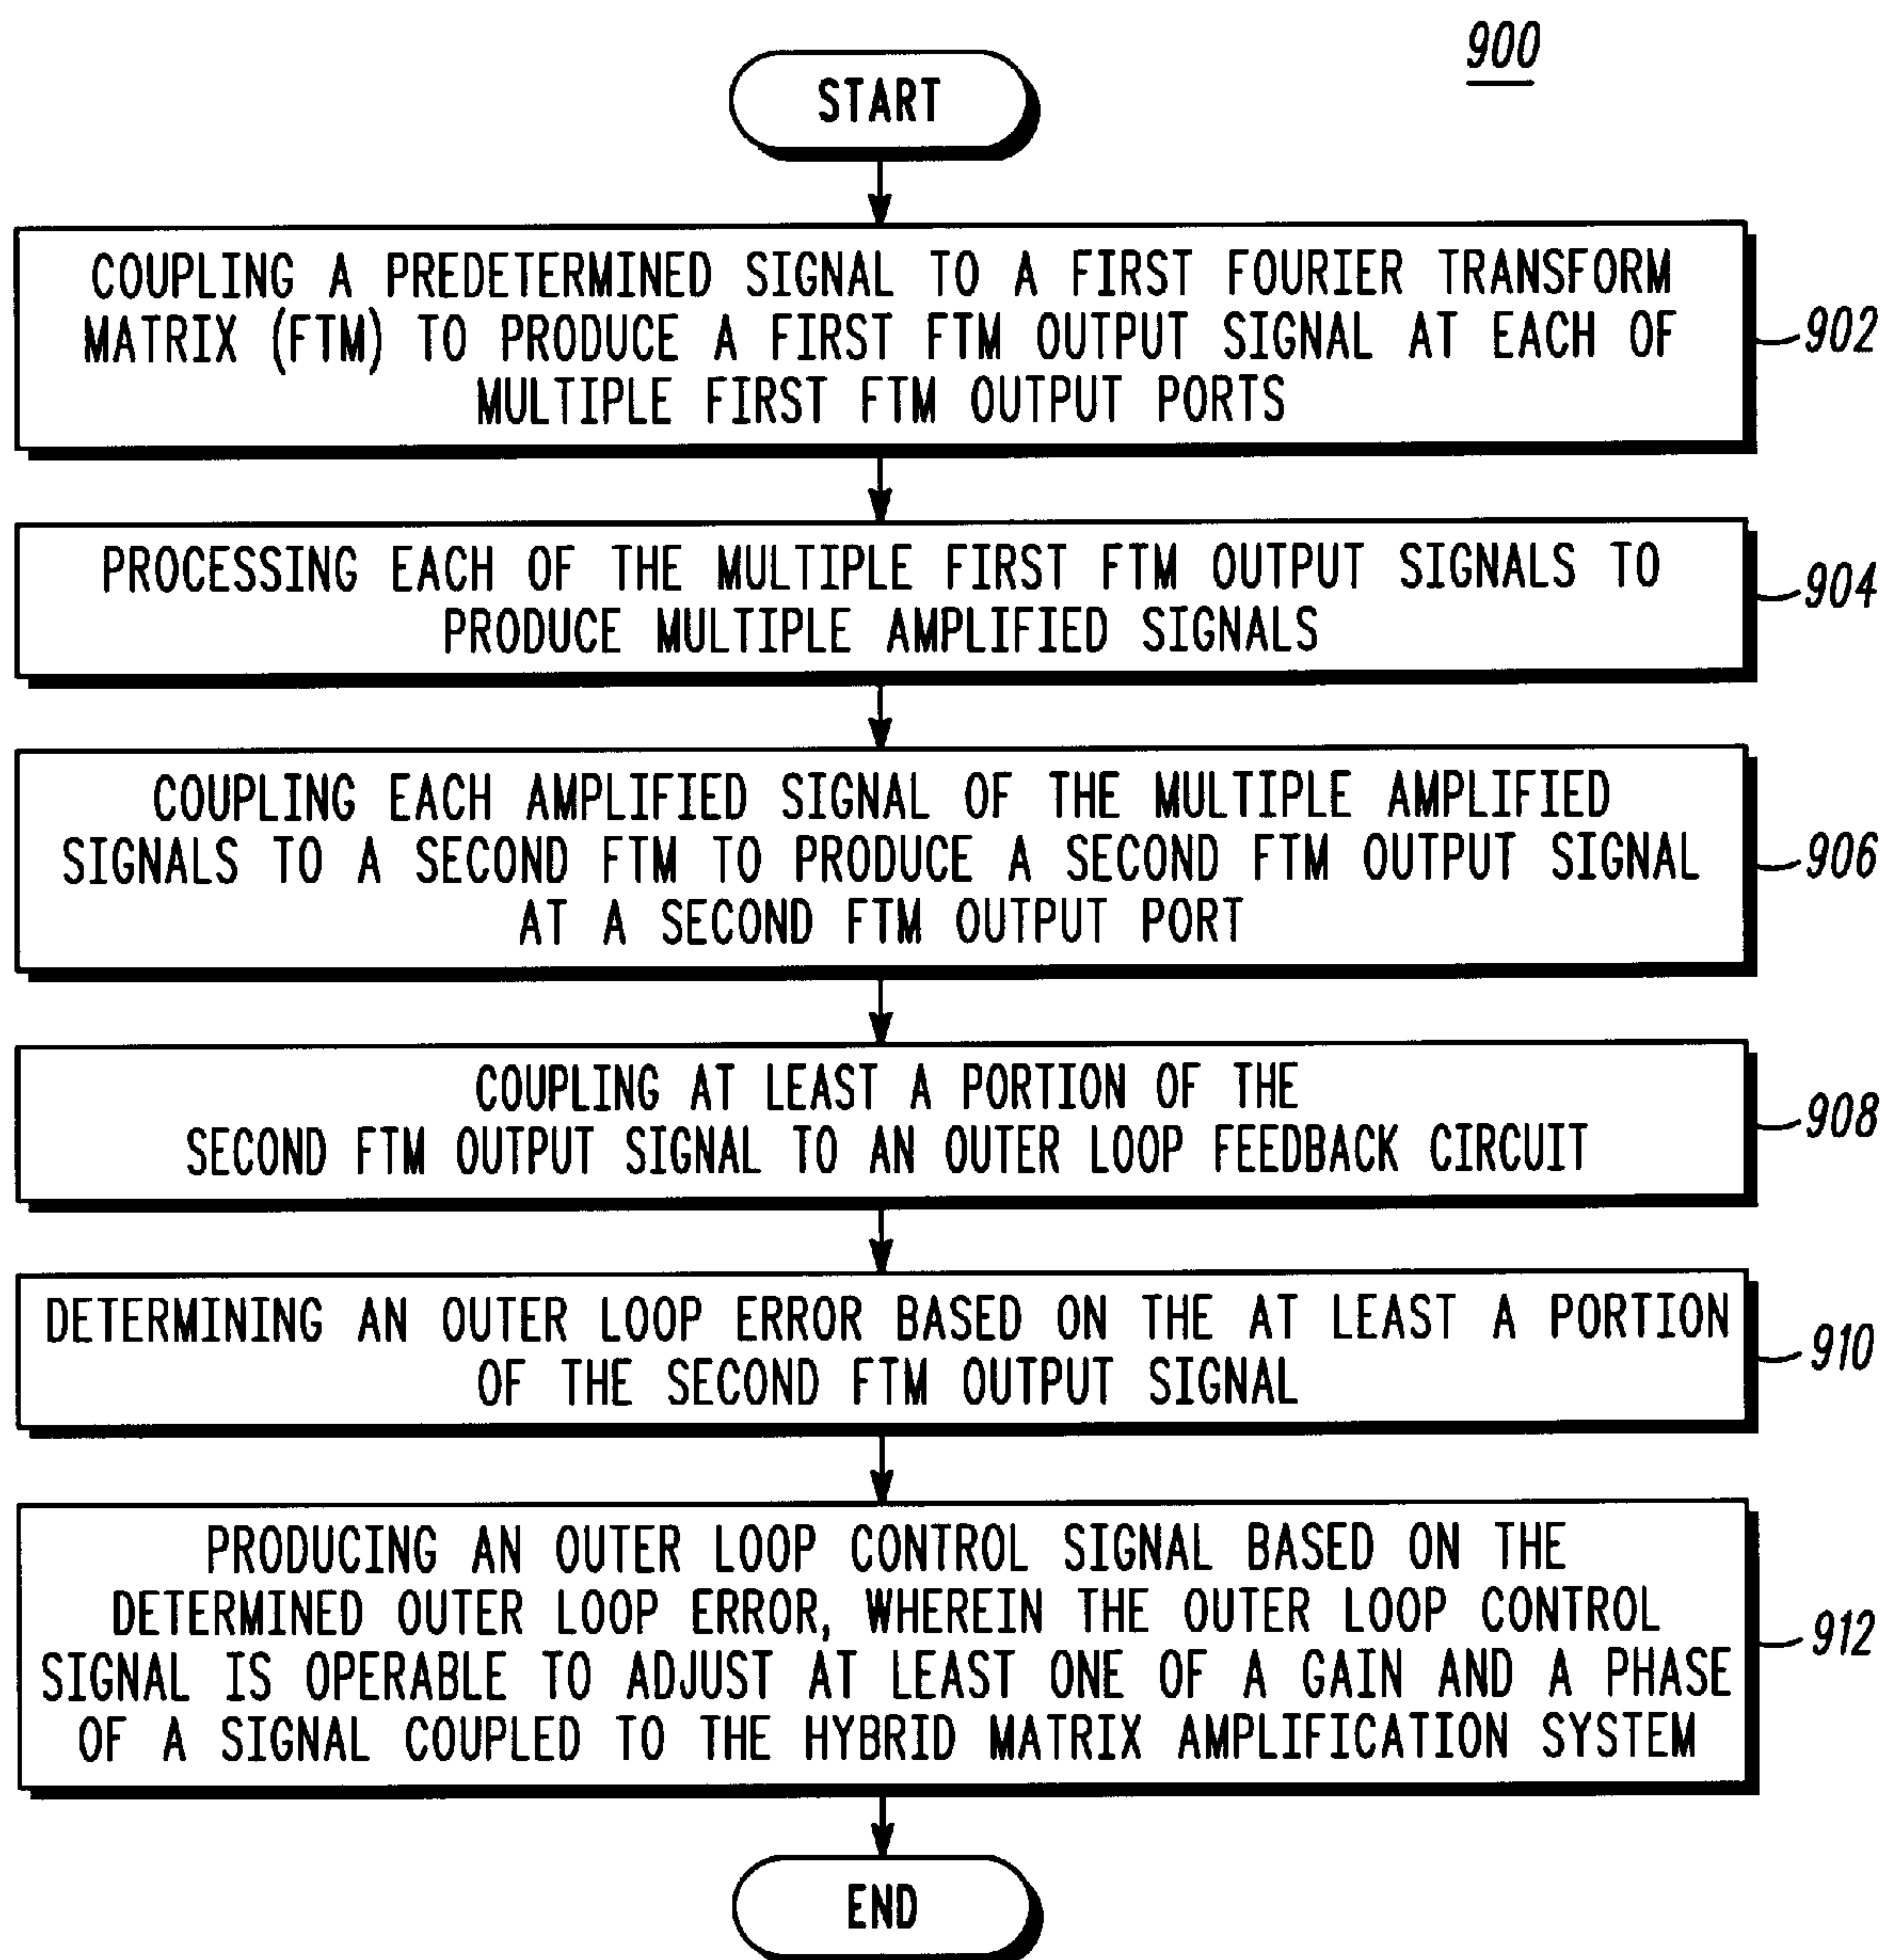 900
START
COUPLING A PREDETERMINED SIGNAL TO A FIRST FOURIER TRANSFORM
MATRIX (FTM) TO PRODUCE A FIRST FTM OUTPUT SIGNAL AT EACH OF
MULTIPLE FIRST FTM OUTPUT PORTS
902
PROCESSING EACH OF THE MULTIPLE FIRST FTM OUTPUT SIGNALS TO
PRODUCE MULTIPLE AMPLIFIED SIGNALS
904
COUPLING EACH AMPLIFIED SIGNAL OF THE MULTIPLE AMPLIFIED
SIGNALS TO A SECOND FTM TO PRODUCE A SECOND FTM OUTPUT SIGNAL
AT A SECOND FTM OUTPUT PORT
906
COUPLING AT LEAST A PORTION OF THE
SECOND FTM OUTPUT SIGNAL TO AN OUTER LOOP FEEDBACK CIRCUIT
908
DETERMINING AN OUTER LOOP ERROR BASED ON THE AT LEAST A PORTION
OF THE SECOND FTM OUTPUT SIGNAL
910
PRODUCING AN OUTER LOOP CONTROL SIGNAL BASED ON THE
DETERMINED OUTER LOOP ERROR, WHEREIN THE OUTER LOOP CONTROL
SIGNAL IS OPERABLE TO ADJUST AT LEAST ONE OF A GAIN AND A PHASE
OF A SIGNAL COUPLED TO THE HYBRID MATRIX AMPLIFICATION SYSTEM
912
END